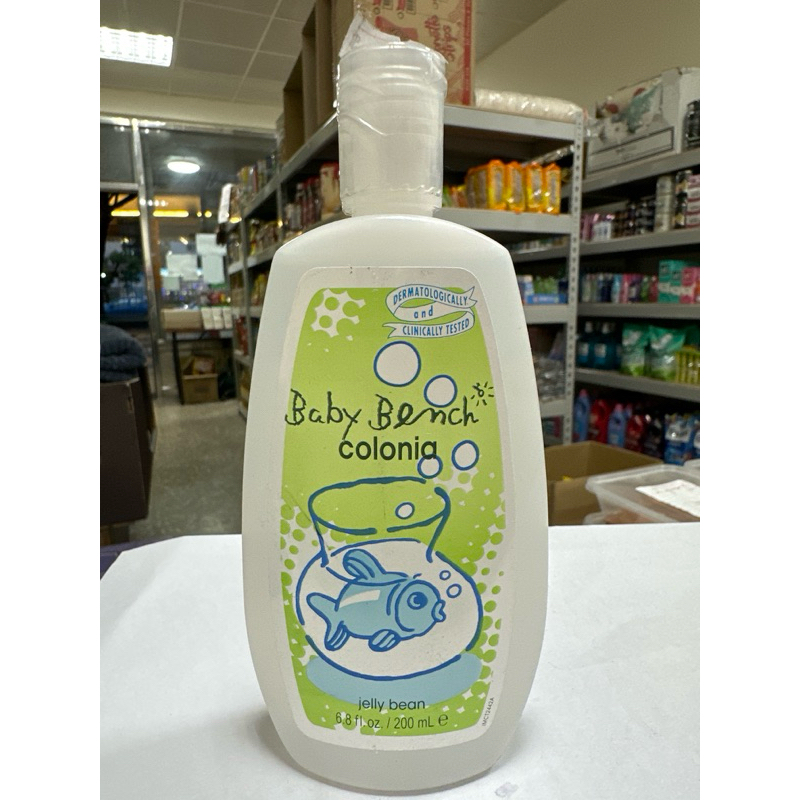 DERMATOLOGICALLY
and
CLINICALLY TESTED
Baby Bench
colonia
jelly bean
6.8 fl. oz. / 200 mL ℮